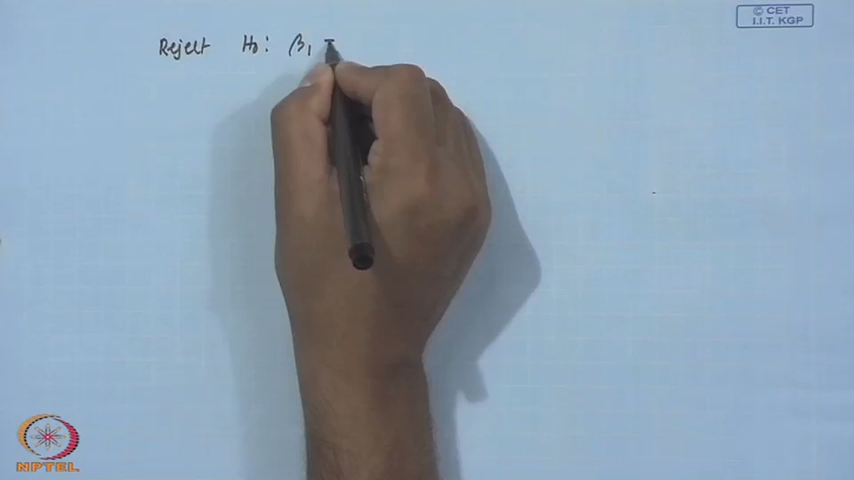 © CET
I.I.T. KGP
Reject H₀: β₁ =
NPTEL